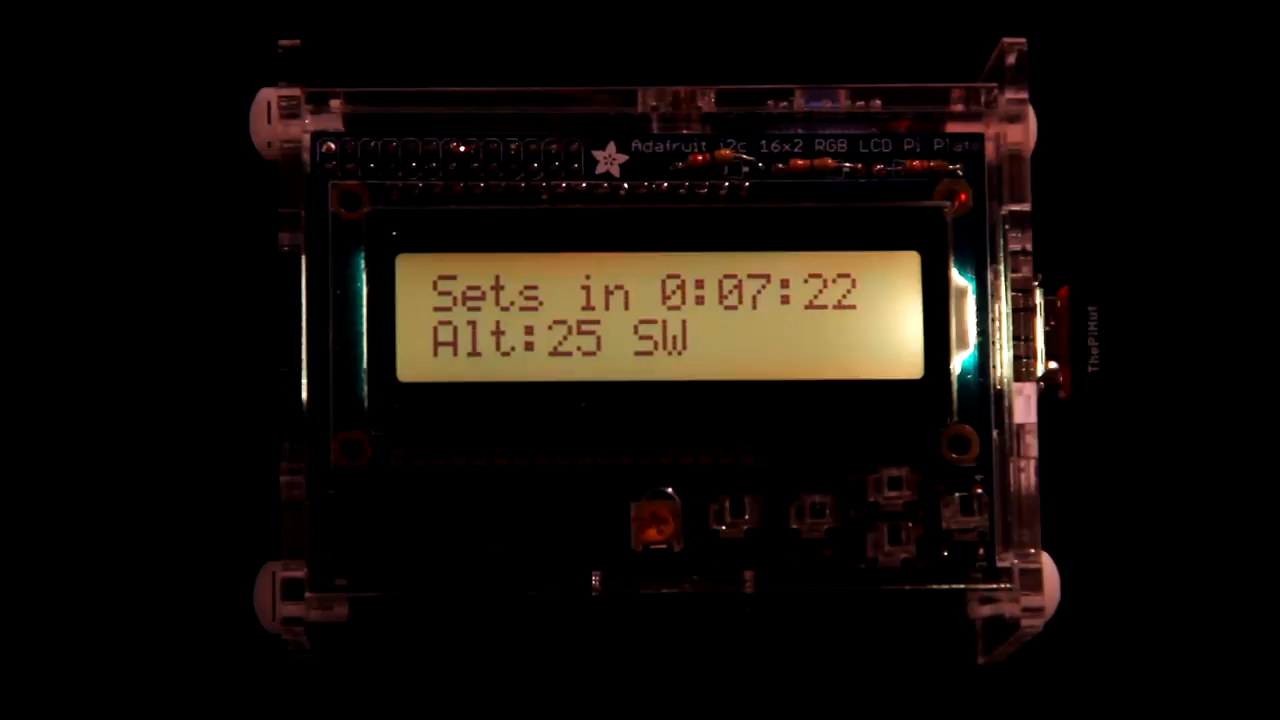 Adafruit i2c 16x2 RGB LCD Pi Plate
Sets in 0:07:22
Alt:25 SW
ThePiHut